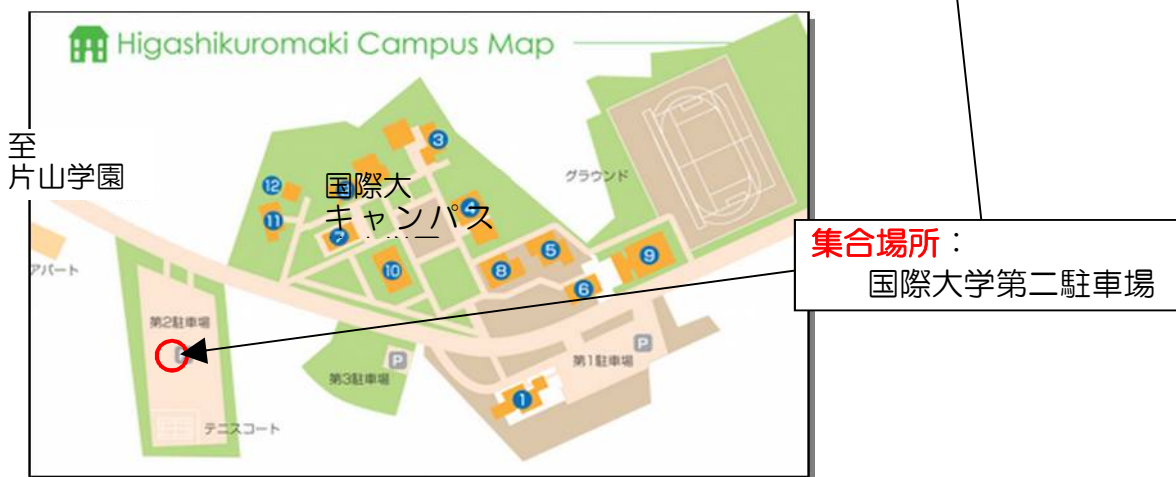 Higashikuromaki Campus Map
至
片山学園
国際大
キャンパス
グラウンド
集合場所：
国際大学第二駐車場
アパート
第2駐車場
P
第3駐車場
P
第1駐車場
テニスコート
3
12
11
4
7
10
8
5
6
9
1